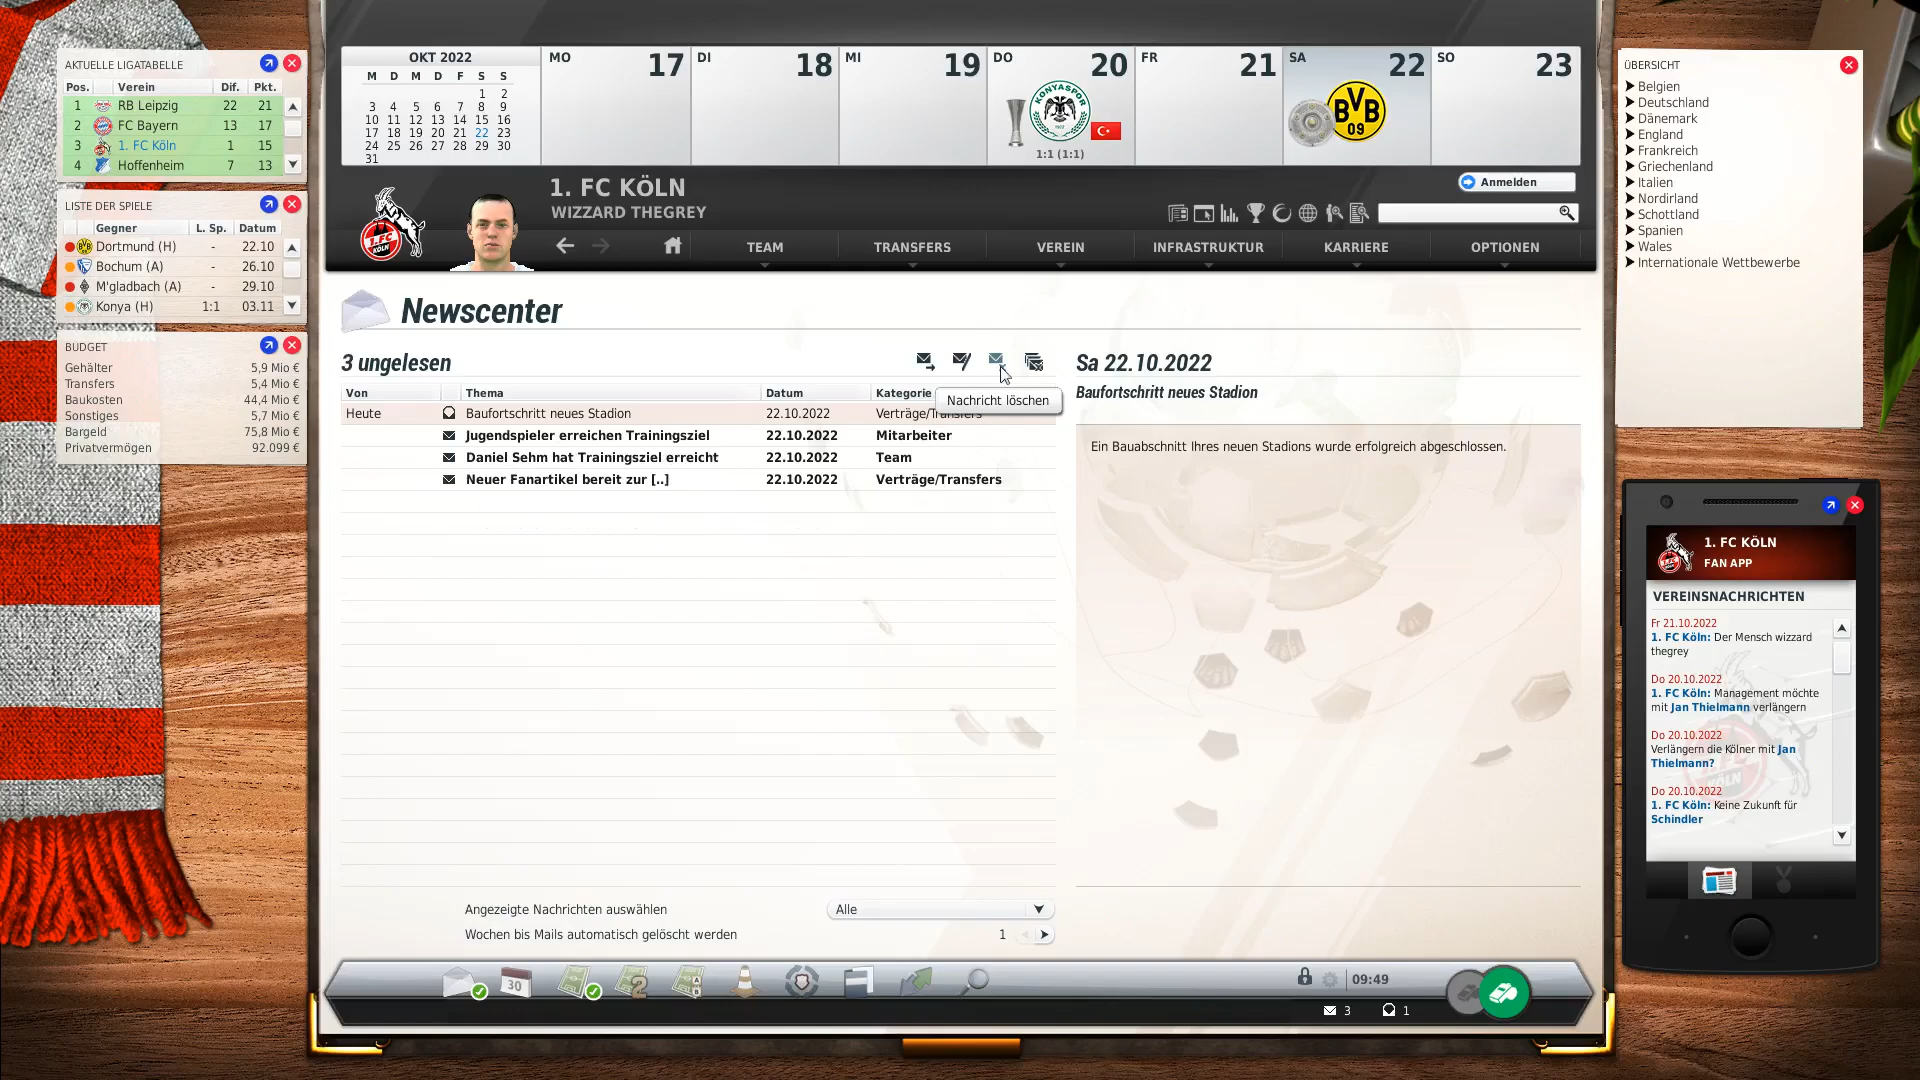 AKTUELLE LIGATABELLE
Pos. Verein Dif. Pkt.
1 RB Leipzig 22 21
2 FC Bayern 13 17
3 1. FC Köln 1 15
4 Hoffenheim 7 13
LISTE DER SPIELE
Gegner L. Sp. Datum
Dortmund (H) - 22.10
Bochum (A) - 26.10
M'gladbach (A) - 29.10
Konya (H) 1:1 03.11
BUDGET
Gehälter 5,9 Mio €
Transfers 5,4 Mio €
Baukosten 44,4 Mio €
Sonstiges 5,7 Mio €
Bargeld 75,8 Mio €
Privatvermögen 92.099 €
OKT 2022
M D M D F S S
1 2
3 4 5 6 7 8 9
10 11 12 13 14 15 16
17 18 19 20 21 22 23
24 25 26 27 28 29 30
31
MO 17 DI 18 MI 19 DO 20 FR 21 SA 22 SO 23
KONYASPOR
BVB
09
1:1 (1:1)
1. FC KÖLN
WIZZARD THEGREY
Anmelden
1.FC
KÖLN
TEAM TRANSFERS VEREIN INFRASTRUKTUR KARRIERE OPTIONEN
Newscenter
3 ungelesen
Von Thema Datum Kategorie
Nachricht löschen
Heute Baufortschritt neues Stadion 22.10.2022 Verträge/Transfers
Jugendspieler erreichen Trainingsziel 22.10.2022 Mitarbeiter
Daniel Sehm hat Trainingsziel erreicht 22.10.2022 Team
Neuer Fanartikel bereit zur [..] 22.10.2022 Verträge/Transfers
Sa 22.10.2022
Baufortschritt neues Stadion
Ein Bauabschnitt Ihres neuen Stadions wurde erfolgreich abgeschlossen.
Angezeigte Nachrichten auswählen Alle
Wochen bis Mails automatisch gelöscht werden 1
30
2
09:49
3 1
ÜBERSICHT
Belgien
Deutschland
Dänemark
England
Frankreich
Griechenland
Italien
Nordirland
Schottland
Spanien
Wales
Internationale Wettbewerbe
1. FC KÖLN
FAN APP
VEREINSNACHRICHTEN
Fr 21.10.2022
1. FC Köln: Der Mensch wizzard
thegrey
Do 20.10.2022
1. FC Köln: Management möchte
mit Jan Thielmann verlängern
Do 20.10.2022
Verlängern die Kölner mit Jan
Thielmann?
Do 20.10.2022
1. FC Köln: Keine Zukunft für
Schindler